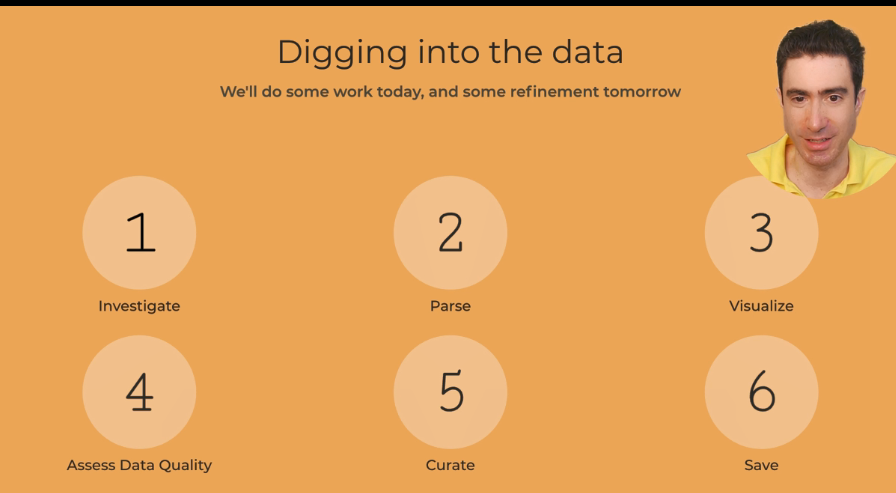 Digging into the data
We'll do some work today, and some refinement tomorrow
1
2
3
Investigate
Parse
Visualize
4
5
6
Assess Data Quality
Curate
Save